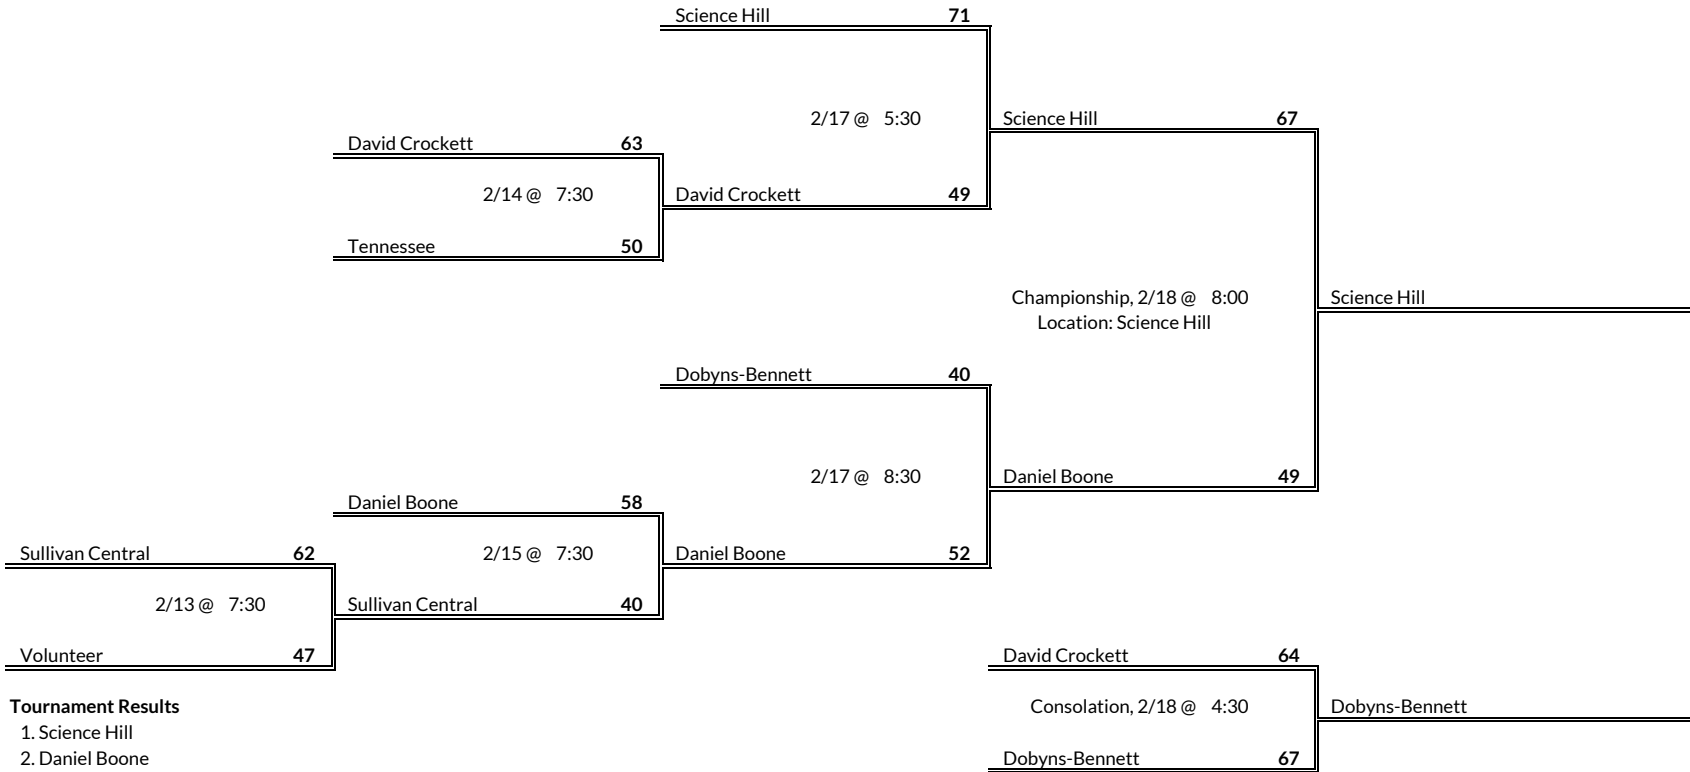 Science Hill 71
2/17 @ 5:30
Science Hill 67
David Crockett 63
2/14 @ 7:30
David Crockett 49
Tennessee 50
Championship, 2/18 @ 8:00
Science Hill
Location: Science Hill
Dobyns-Bennett 40
2/17 @ 8:30
Daniel Boone 49
Daniel Boone 58
Sullivan Central 62
2/15 @ 7:30
Daniel Boone 52
2/13 @ 7:30
Sullivan Central 40
Volunteer 47
David Crockett 64
Tournament Results
Consolation, 2/18 @ 4:30
Dobyns-Bennett
1. Science Hill
2. Daniel Boone
Dobyns-Bennett 67